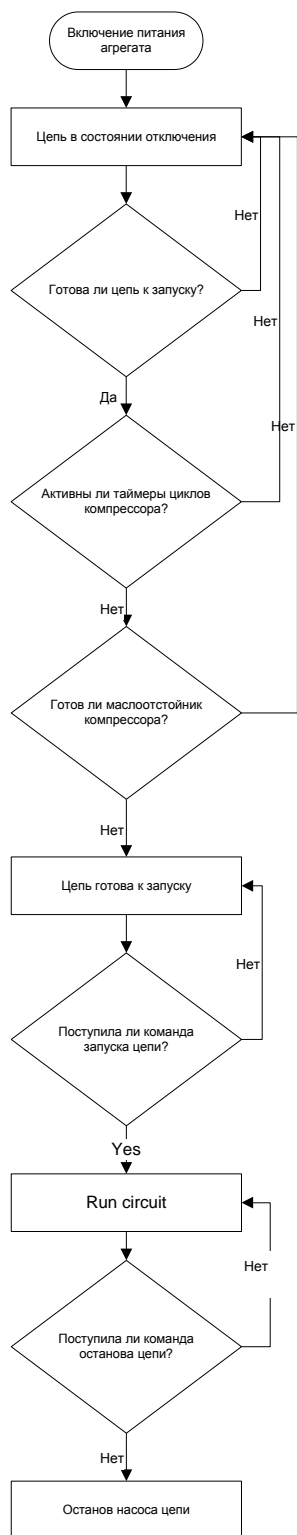 Включение питания
агрегата
Цепь в состоянии отключения
Нет
Готова ли цепь к запуску?
Нет
Да
Нет
Активны ли таймеры циклов
компрессора?
Нет
Готов ли маслоотстойник
компрессора?
Нет
Цепь готова к запуску
Нет
Поступила ли команда
запуска цепи?
Yes
Run circuit
Нет
Поступила ли команда
останова цепи?
Нет
Останов насоса цепи